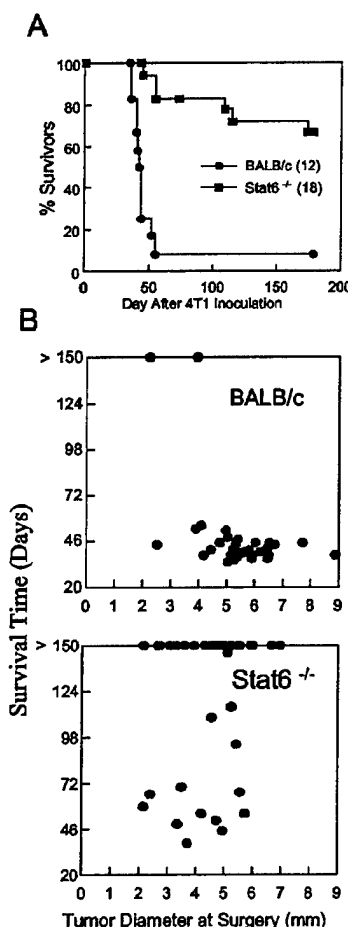 A
100
80
60
40
20
0
% Survivors
BALB/c (12)
Stat6 -/- (18)
0 50 100 150 200
Day After 4T1 Inoculation
B
> 150
124
98
72
46
20
BALB/c
0 1 2 3 4 5 6 7 8 9
Survival Time (Days)
> 150
124
98
72
46
20
Stat6 -/-
0 1 2 3 4 5 6 7 8 9
Tumor Diameter at Surgery (mm)